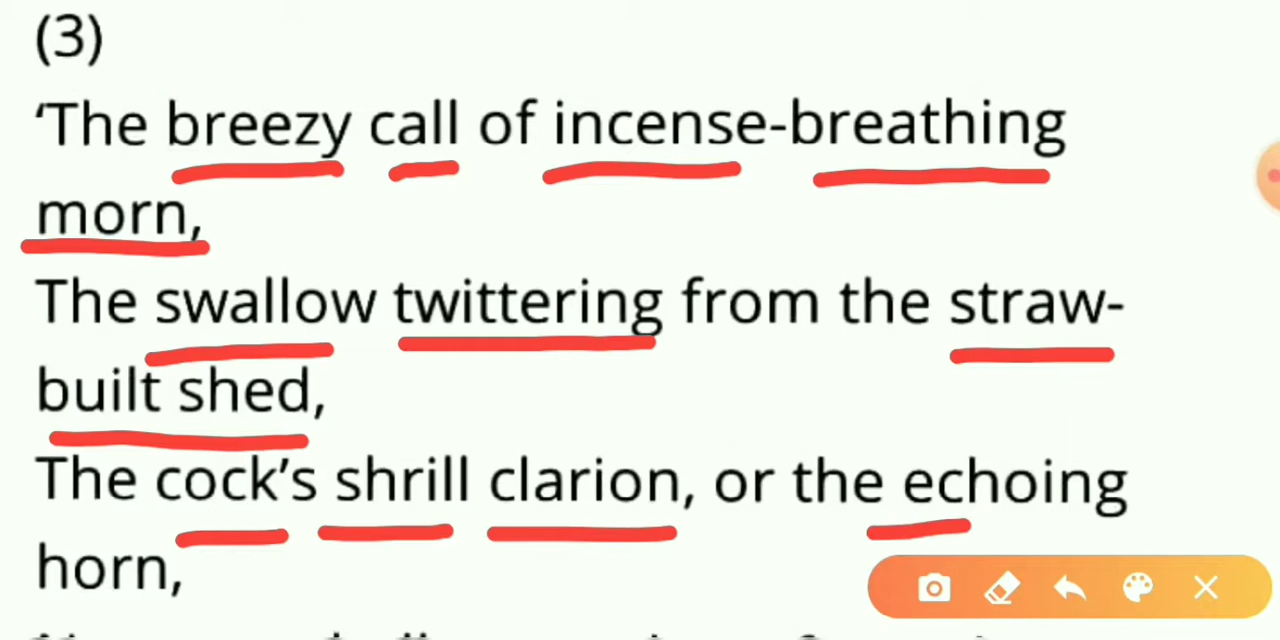 (3)
‘The breezy call of incense-breathing
morn,
The swallow twittering from the straw-
built shed,
The cock’s shrill clarion, or the echoing
horn,